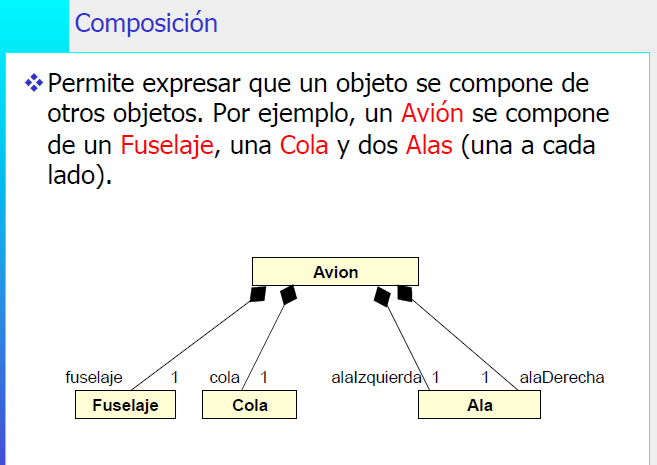 Composición
Permite expresar que un objeto se compone de
otros objetos. Por ejemplo, un Avión se compone
de un Fuselaje, una Cola y dos Alas (una a cada
lado).
Avion
fuselaje 1 cola 1 alaIzquierda 1 1 alaDerecha
Fuselaje Cola Ala